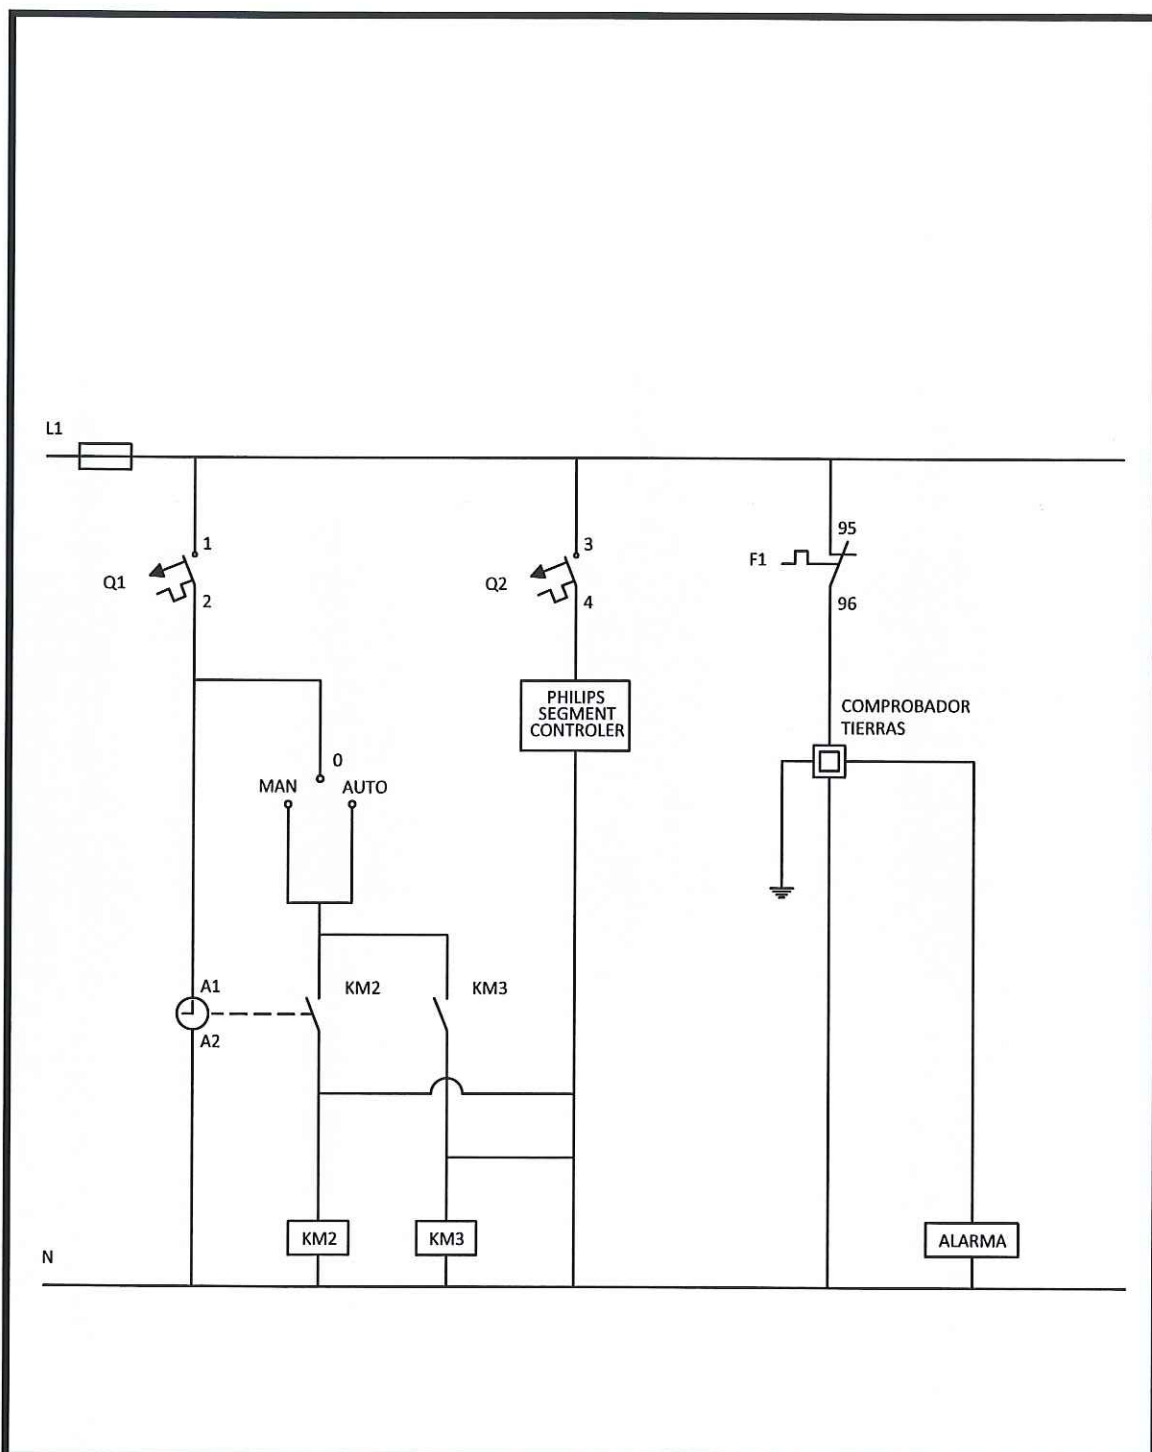 L1
1
Q1
2
3
Q2
4
95
F1
96
PHILIPS
SEGMENT
CONTROLER
COMPROBADOR
TIERRAS
0
MAN
AUTO
A1
A2
KM2
KM3
KM2
KM3
ALARMA
N